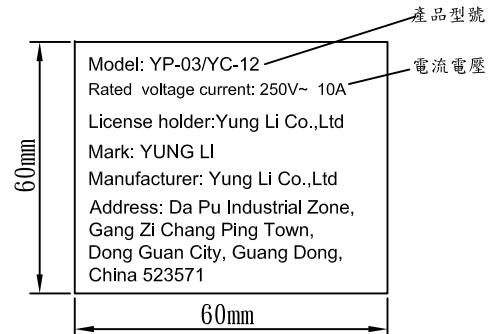 產品型號
Model: YP-03/YC-12
電流電壓
Rated voltage current: 250V~ 10A
License holder:Yung Li Co.,Ltd
Mark: YUNG LI
Manufacturer: Yung Li Co.,Ltd
Address: Da Pu Industrial Zone,
Gang Zi Chang Ping Town,
Dong Guan City, Guang Dong,
China 523571
60mm
60mm